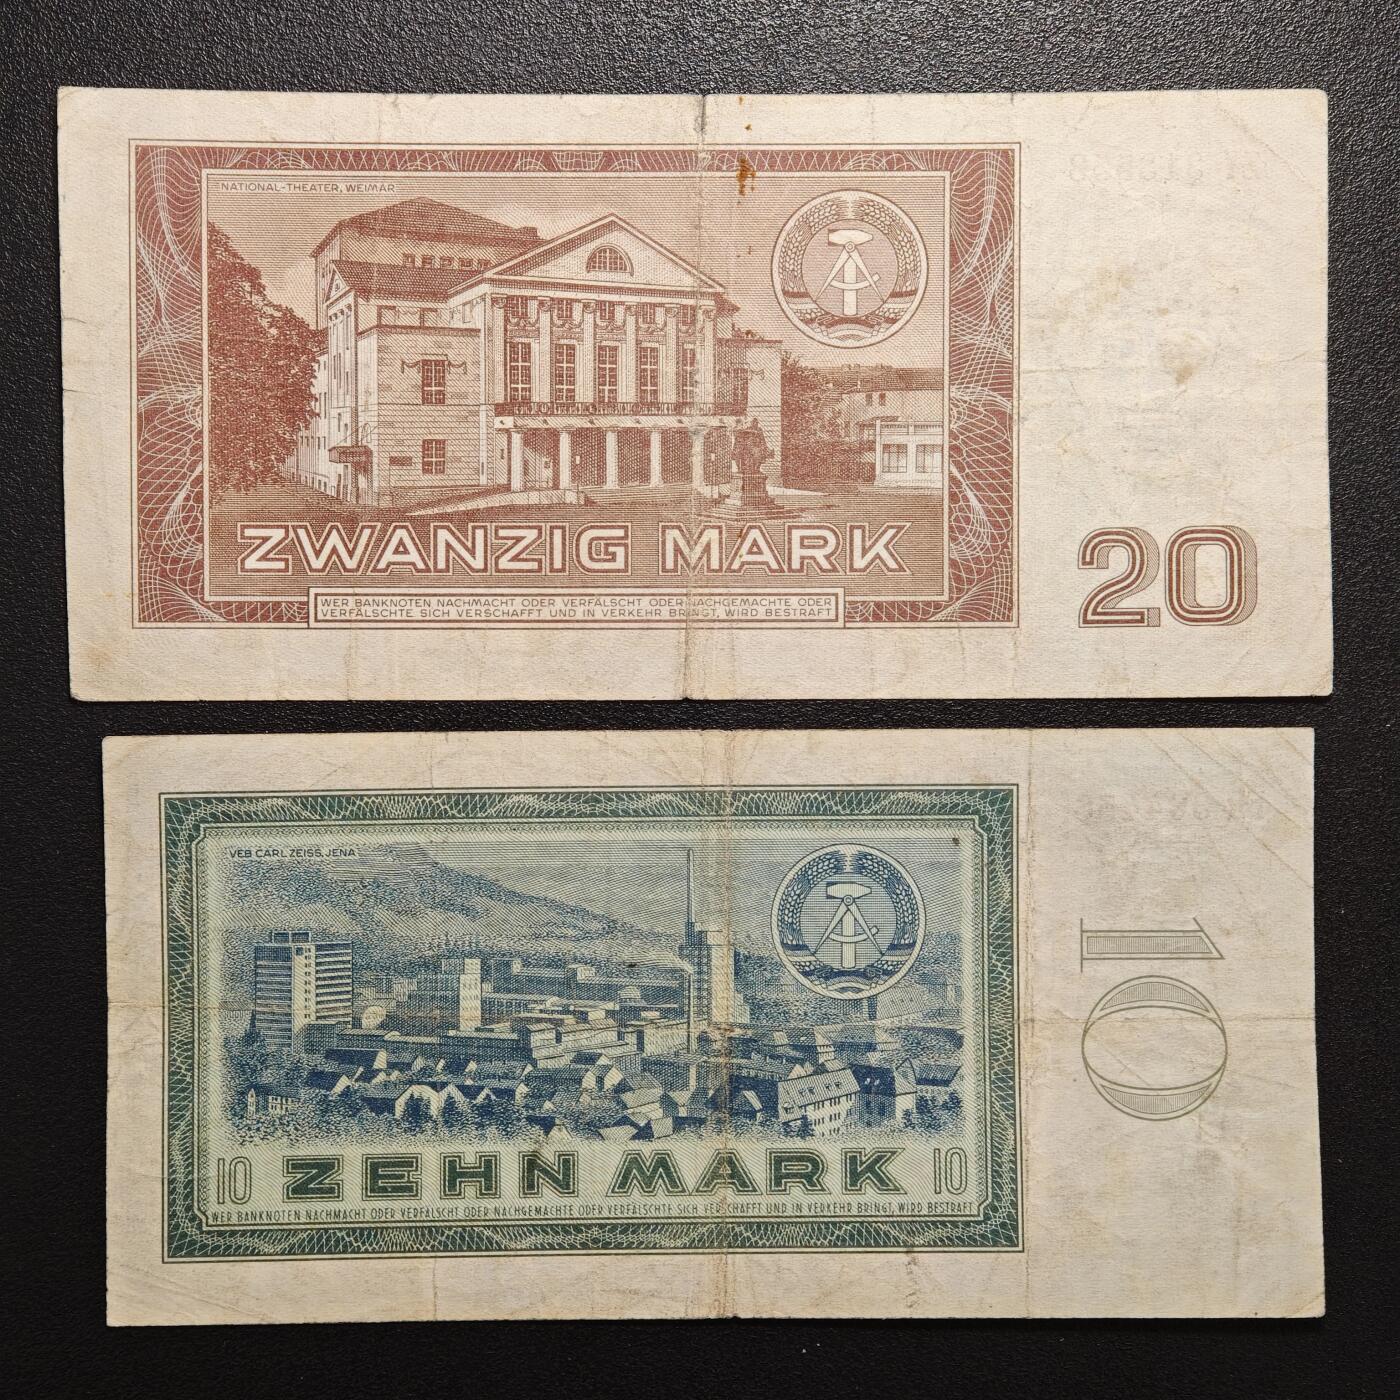 NATIONAL-THEATER, WEIMAR
ZWANZIG MARK
WER BANKNOTEN NACHMACHT ODER VERFÄLSCHT ODER NACHGEMACHTE ODER
VERFÄLSCHTE SICH VERSCHAFFT UND IN VERKEHR BRINGT, WIRD BESTRAFT
20
VEB CARL ZEISS, JENA
10 ZEHN MARK 10
WER BANKNOTEN NACHMACHT ODER VERFÄLSCHT ODER NACHGEMACHTE ODER VERFÄLSCHTE SICH VERSCHAFFT UND IN VERKEHR BRINGT, WIRD BESTRAFT
10